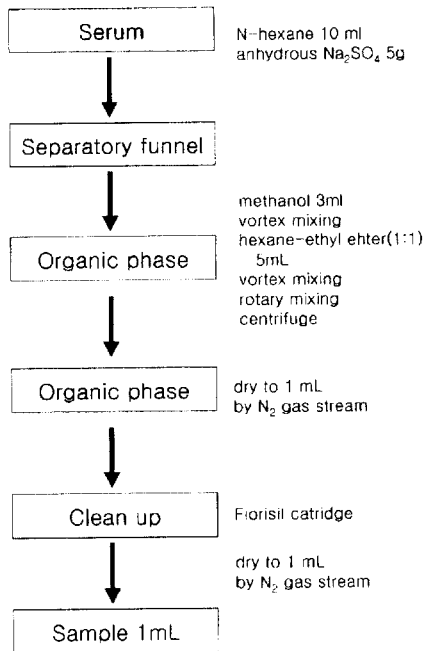 Serum
N-hexane 10 ml
anhydrous Na₂SO₄ 5g
Separatory funnel
methanol 3ml
vortex mixing
hexane-ethyl ehter(1:1)
5mL
vortex mixing
rotary mixing
centrifuge
Organic phase
Organic phase
dry to 1 mL
by N₂ gas stream
Clean up
Florisil catridge
dry to 1 mL
by N₂ gas stream
Sample 1mL